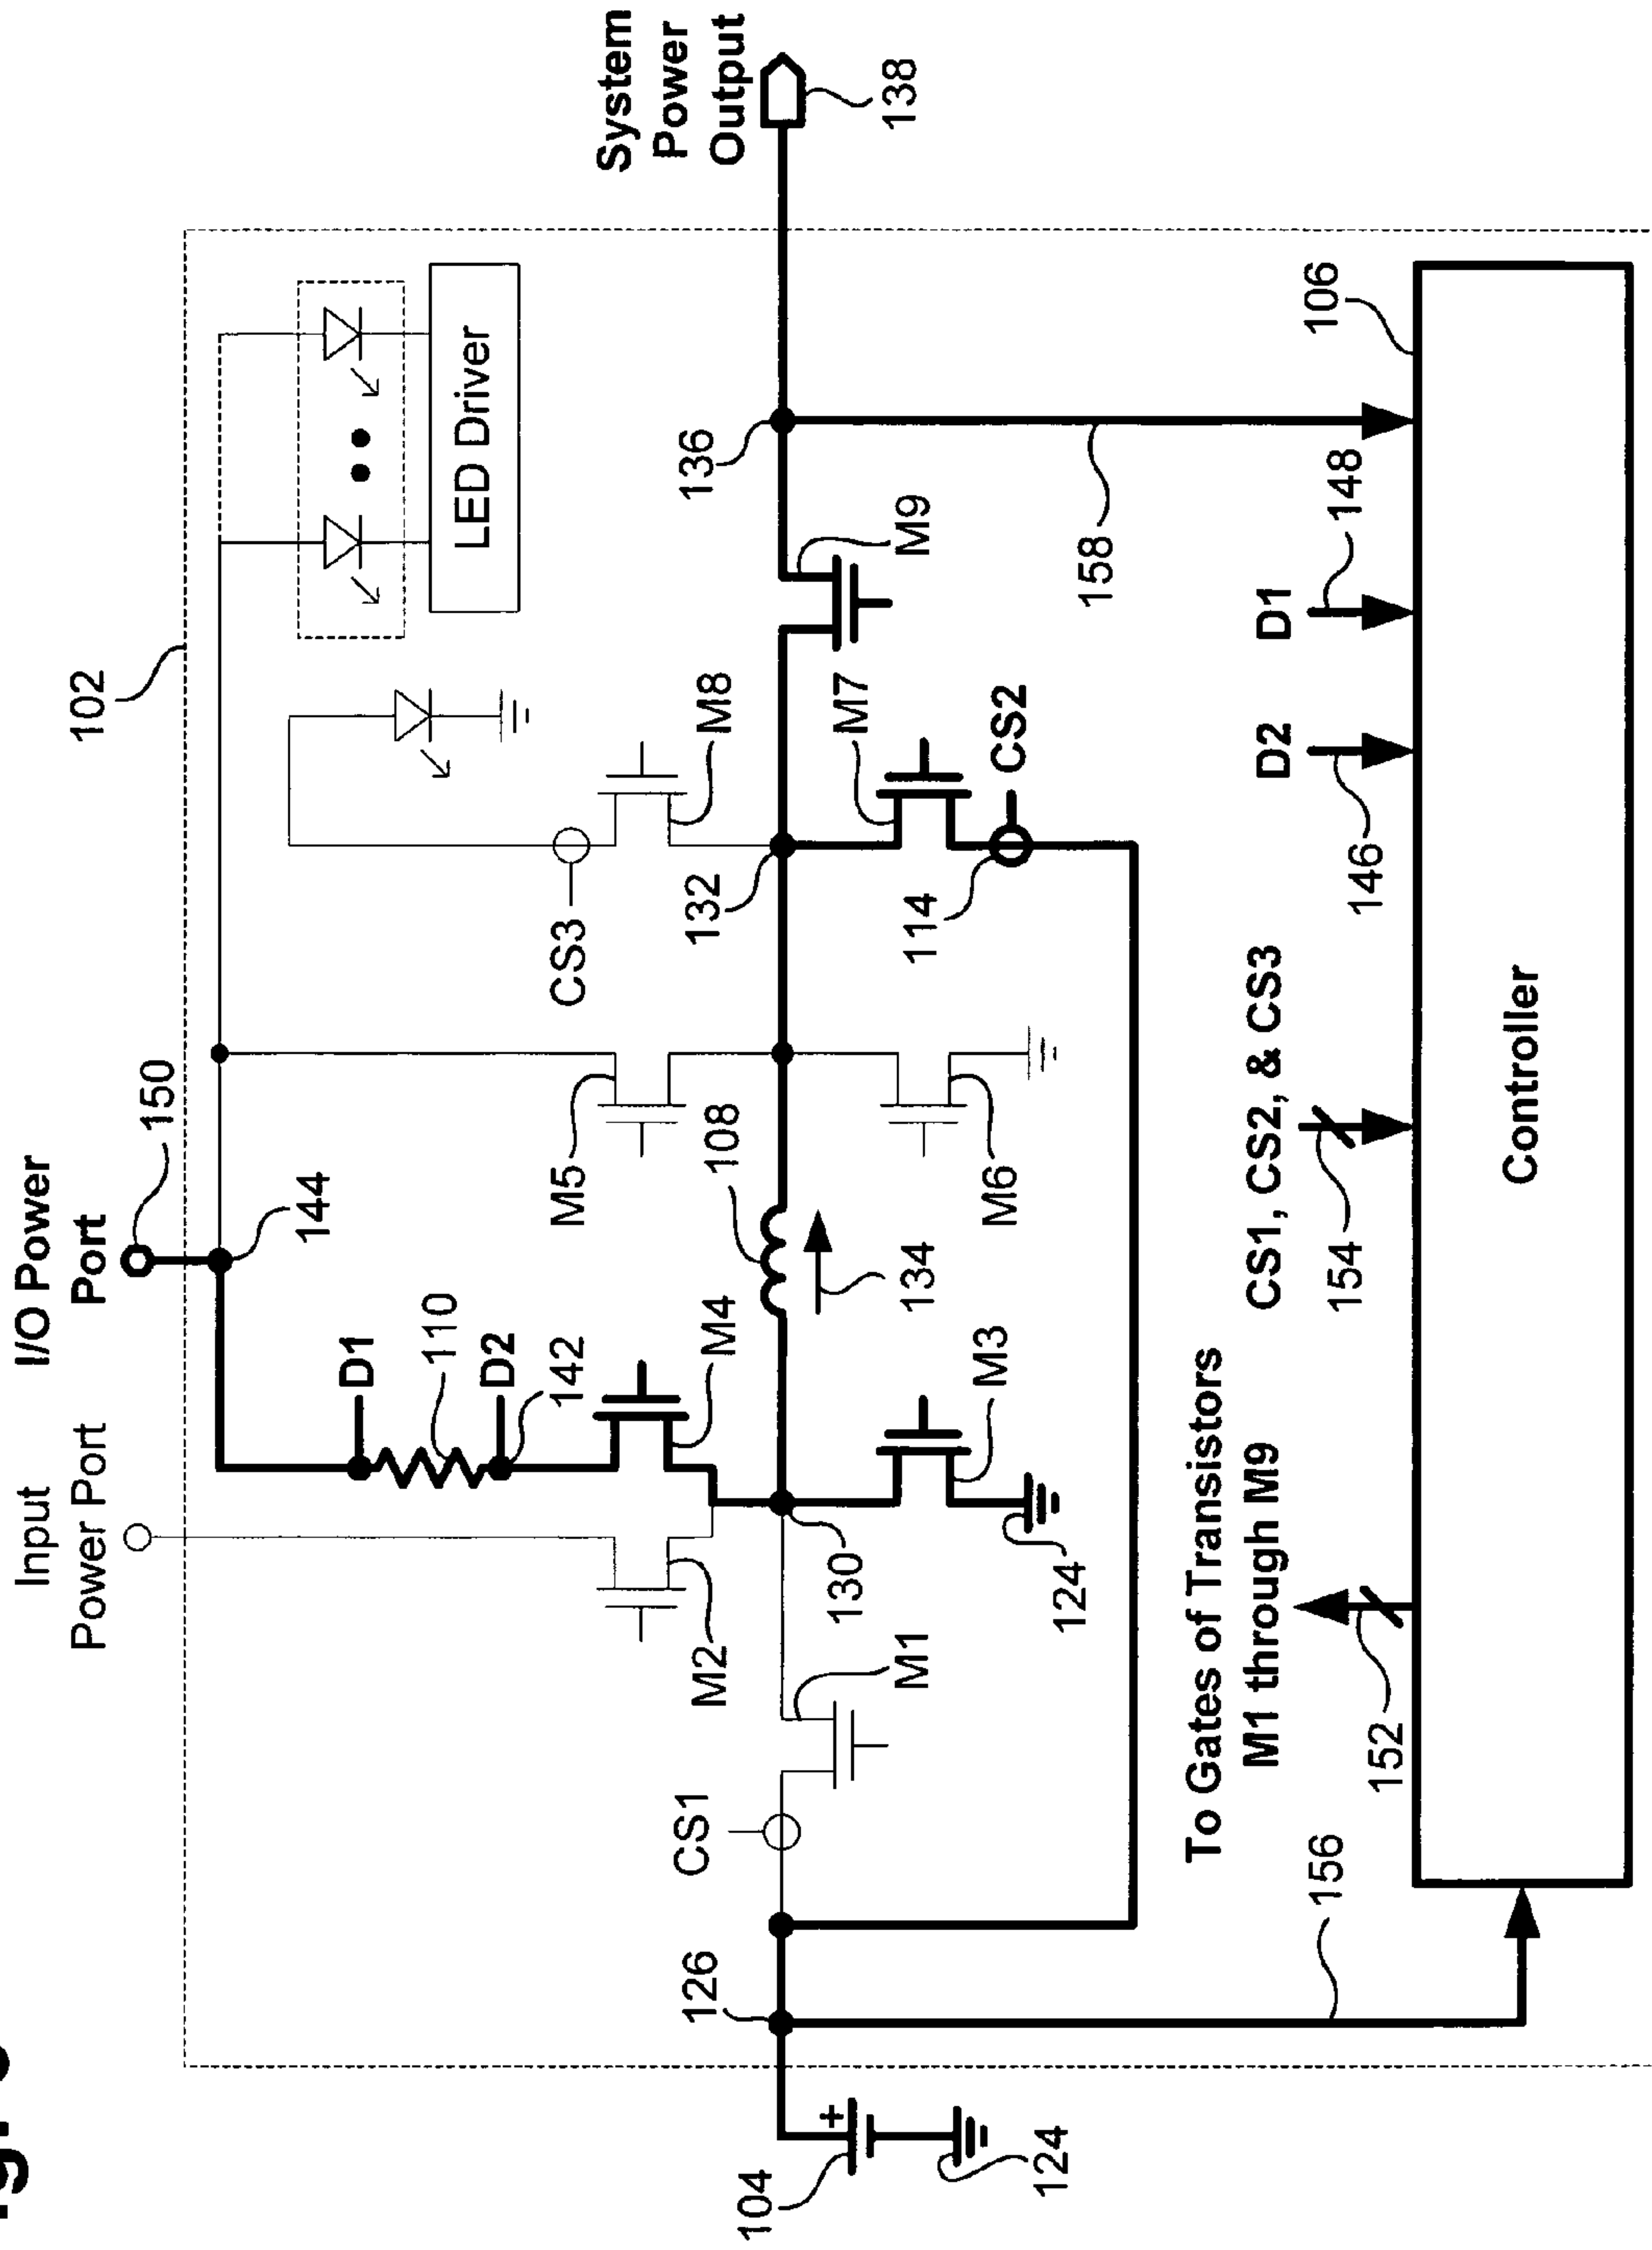 I/O Power
Port
150
Input
Power Port
102
144
D1
110
D2
142
M4
M2
M5
108
CS3
M8
LED Driver
System
Power
Output
138
136
132
M9
M7
CS2
114
134
M6
M3
130
124
M1
CS1
126
104
+
124
158
156
To Gates of Transistors
M1 through M9
152
CS1, CS2, & CS3
154
D2
146
D1
148
106
Controller